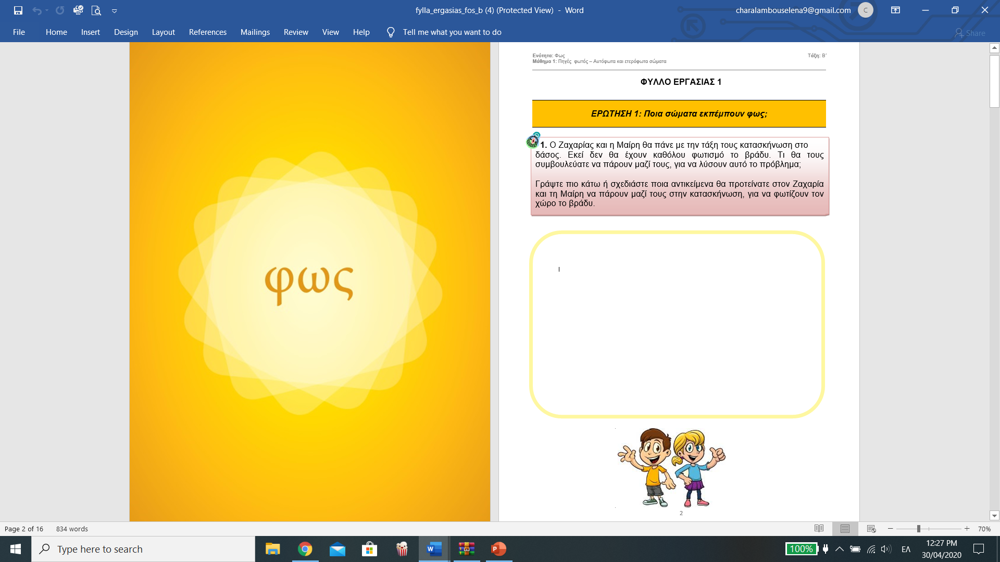 fylla_ergasias_fos_b (4) (Protected View) - Word
charalambouselena9@gmail.com
C
File Home Insert Design Layout References Mailings Review View Help Tell me what you want to do
Share
φως
Ενότητα: Φως Τάξη: Β΄
Μάθημα 1: Πηγές φωτός – Αυτόφωτα και ετερόφωτα σώματα
ΦΥΛΛΟ ΕΡΓΑΣΙΑΣ 1
ΕΡΩΤΗΣΗ 1: Ποια σώματα εκπέμπουν φως;
1. Ο Ζαχαρίας και η Μαίρη θα πάνε με την τάξη τους κατασκήνωση στο
δάσος. Εκεί δεν θα έχουν καθόλου φωτισμό το βράδυ. Τι θα τους
συμβουλεύατε να πάρουν μαζί τους, για να λύσουν αυτό το πρόβλημα;
Γράψτε πιο κάτω ή σχεδιάστε ποια αντικείμενα θα προτείνατε στον Ζαχαρία
και τη Μαίρη να πάρουν μαζί τους στην κατασκήνωση, για να φωτίζουν τον
χώρο το βράδυ.
2
Page 2 of 16 834 words
70%
Type here to search
100%
ΕΛ
12:27 PM
30/04/2020